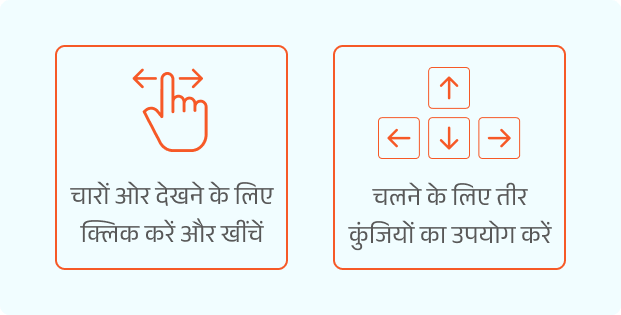 चारों ओर देखने के लिए
क्लिक करें और खींचें
चलने के लिए तीर
कुंजियों का उपयोग करें